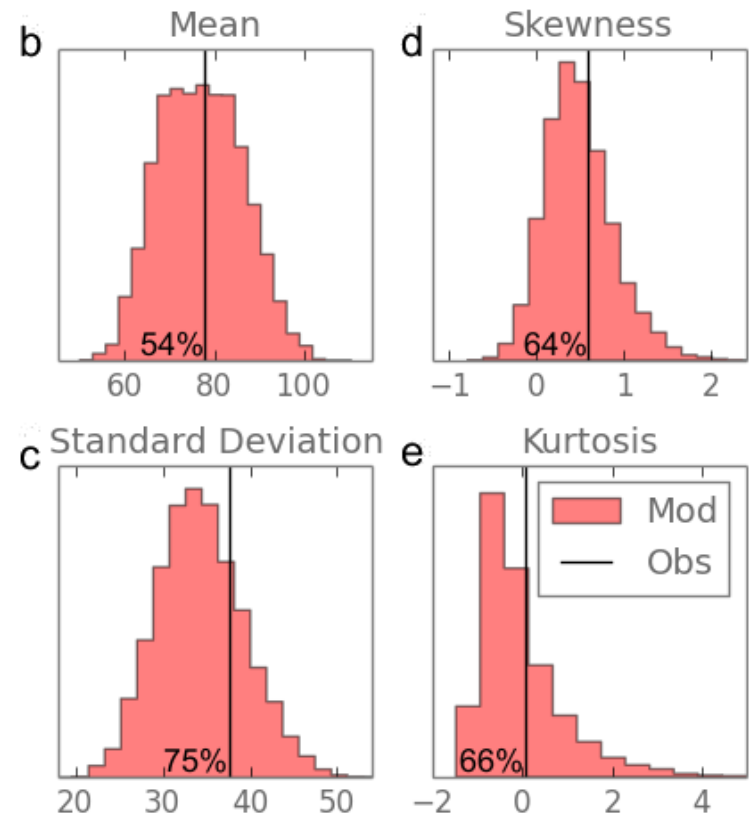 b Mean
54%
60 80 100
d Skewness
64%
−1 0 1 2
c Standard Deviation
75%
20 30 40 50
e Kurtosis
Mod
Obs
66%
−2 0 2 4